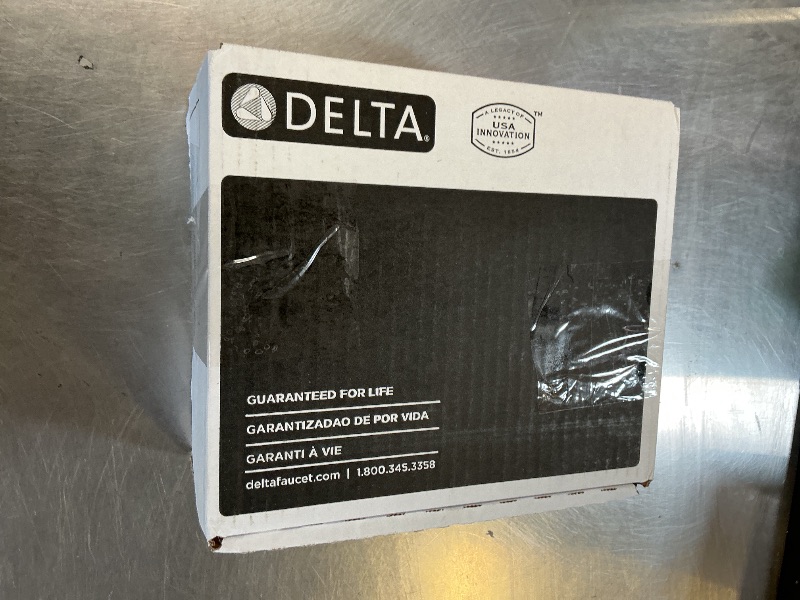 DELTA®
A LEGACY OF
USA
INNOVATION
EST. 1954
™
GUARANTEED FOR LIFE
GARANTIZADAO DE POR VIDA
GARANTI À VIE
deltafaucet.com | 1.800.345.3358